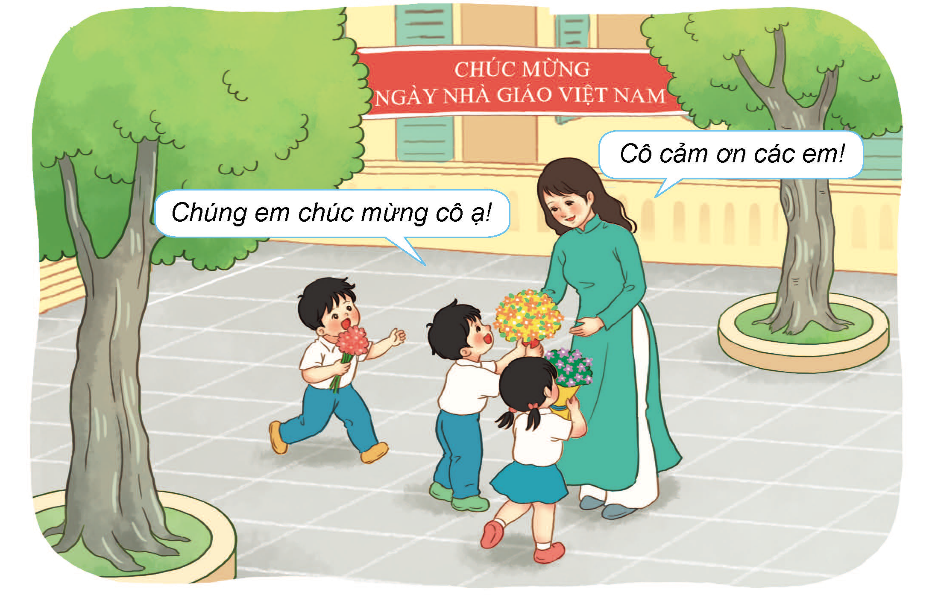 CHÚC MỪNG
NGÀY NHÀ GIÁO VIỆT NAM
Cô cảm ơn các em!
Chúng em chúc mừng cô ạ!